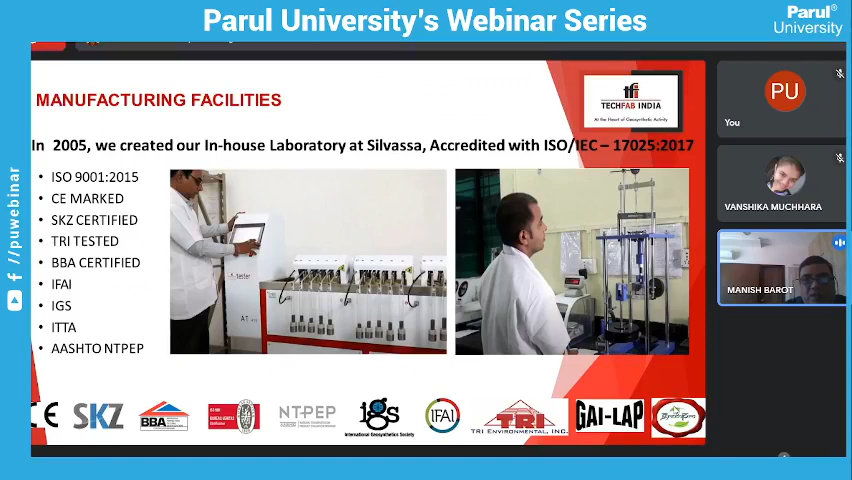 Parul University's Webinar Series
Parul®
University
MANUFACTURING FACILITIES
tfi
TECHFAB INDIA
At the Heart of Geosynthetic Activity
In 2005, we created our In-house Laboratory at Silvassa, Accredited with ISO/IEC – 17025:2017
• ISO 9001:2015
• CE MARKED
• SKZ CERTIFIED
• TRI TESTED
• BBA CERTIFIED
• IFAI
• IGS
• ITTA
• AASHTO NTPEP
AT
CE
SKZ
BBA
NTPEP
igs
International Geosynthetics Society
IFAI
TRI
TRI ENVIRONMENTAL, INC.
GAI-LAP
PU
You
VANSHIKA MUCHHARA
MANISH BAROT
f //puwebinar